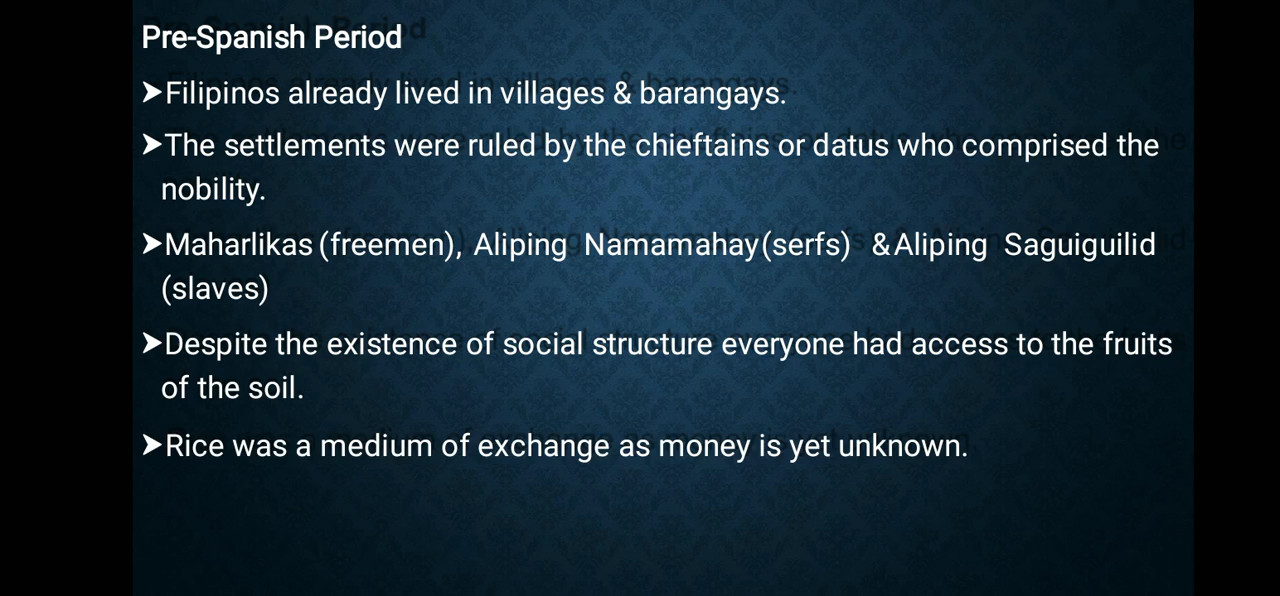 Pre-Spanish Period
➤Filipinos already lived in villages & barangays.
➤The settlements were ruled by the chieftains or datus who comprised the
nobility.
➤Maharlikas (freemen), Aliping Namamahay(serfs) &Aliping Saguiguilid
(slaves)
➤Despite the existence of social structure everyone had access to the fruits
of the soil.
➤Rice was a medium of exchange as money is yet unknown.